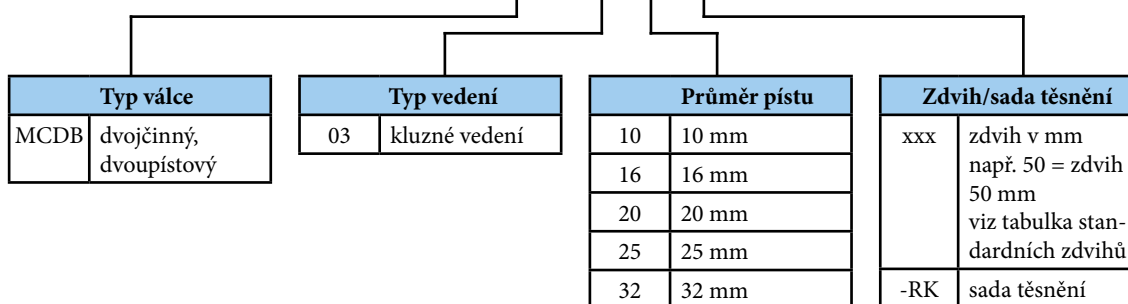 Typ válce
MCDB dvojčinný,
dvoupístový
Typ vedení
03 kluzné vedení
Průměr pístu
10 10 mm
16 16 mm
20 20 mm
25 25 mm
32 32 mm
Zdvih/sada těsnění
xxx zdvih v mm
např. 50 = zdvih
50 mm
viz tabulka stan-
dardních zdvihů
-RK sada těsnění